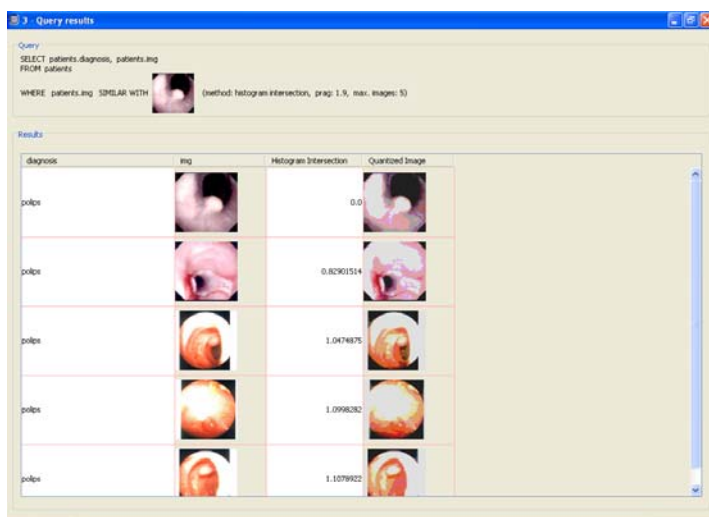 3 - Query results
Query
SELECT patients.diagnosis, patients.img
FROM patients
WHERE patients.img SIMILAR WITH (method: histogram intersection, prag: 1.9, max. images: 5)
Results
diagnosis img Histogram Intersection Quantized Image
polips 0.0
polips 0.82901514
polips 1.0474875
polips 1.0998282
polips 1.1078922